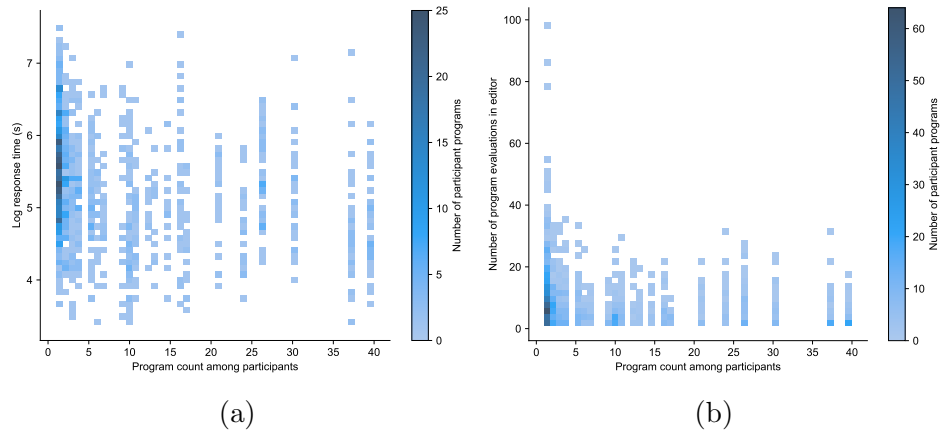 7
6
5
4
Log response time (s)
0 5 10 15 20 25 30 35 40
Program count among participants
25
20
15
10
5
0
Number of participant programs
(a)
100
80
60
40
20
0
Number of program evaluations in editor
0 5 10 15 20 25 30 35 40
Program count among participants
60
50
40
30
20
10
0
Number of participant programs
(b)